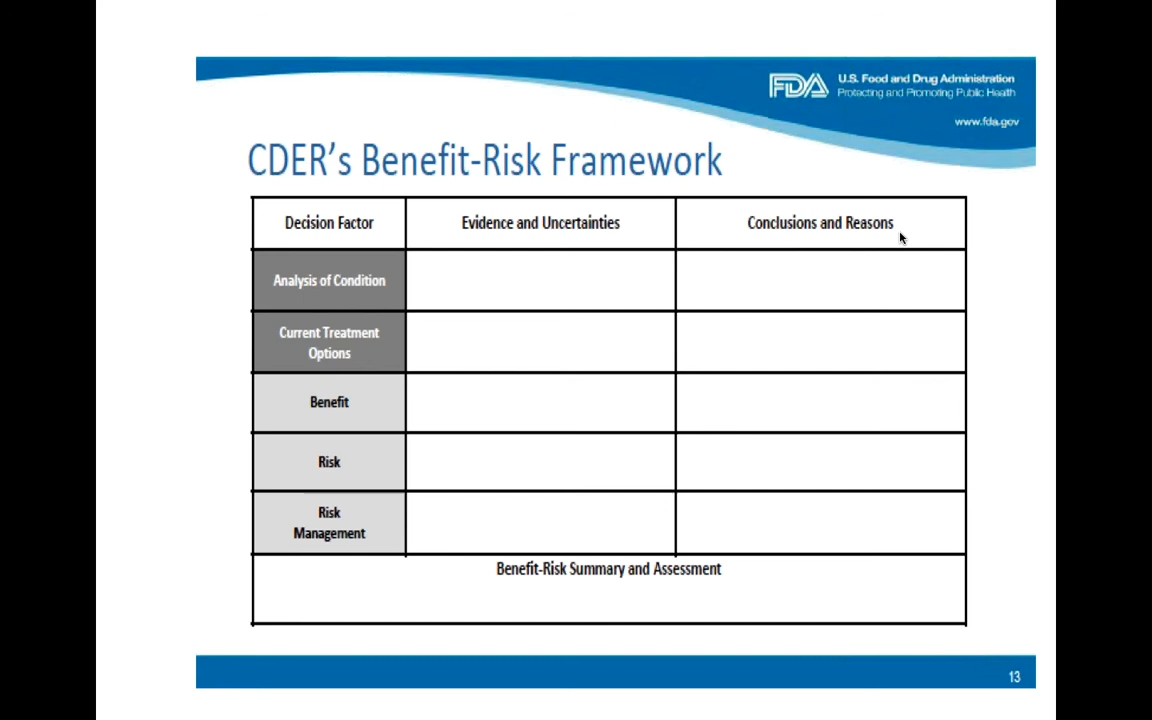 FDA U.S. Food and Drug Administration
Protecting and Promoting Public Health
www.fda.gov
CDER's Benefit-Risk Framework
Decision Factor Evidence and Uncertainties Conclusions and Reasons
Analysis of Condition
Current Treatment
Options
Benefit
Risk
Risk
Management
Benefit-Risk Summary and Assessment
13